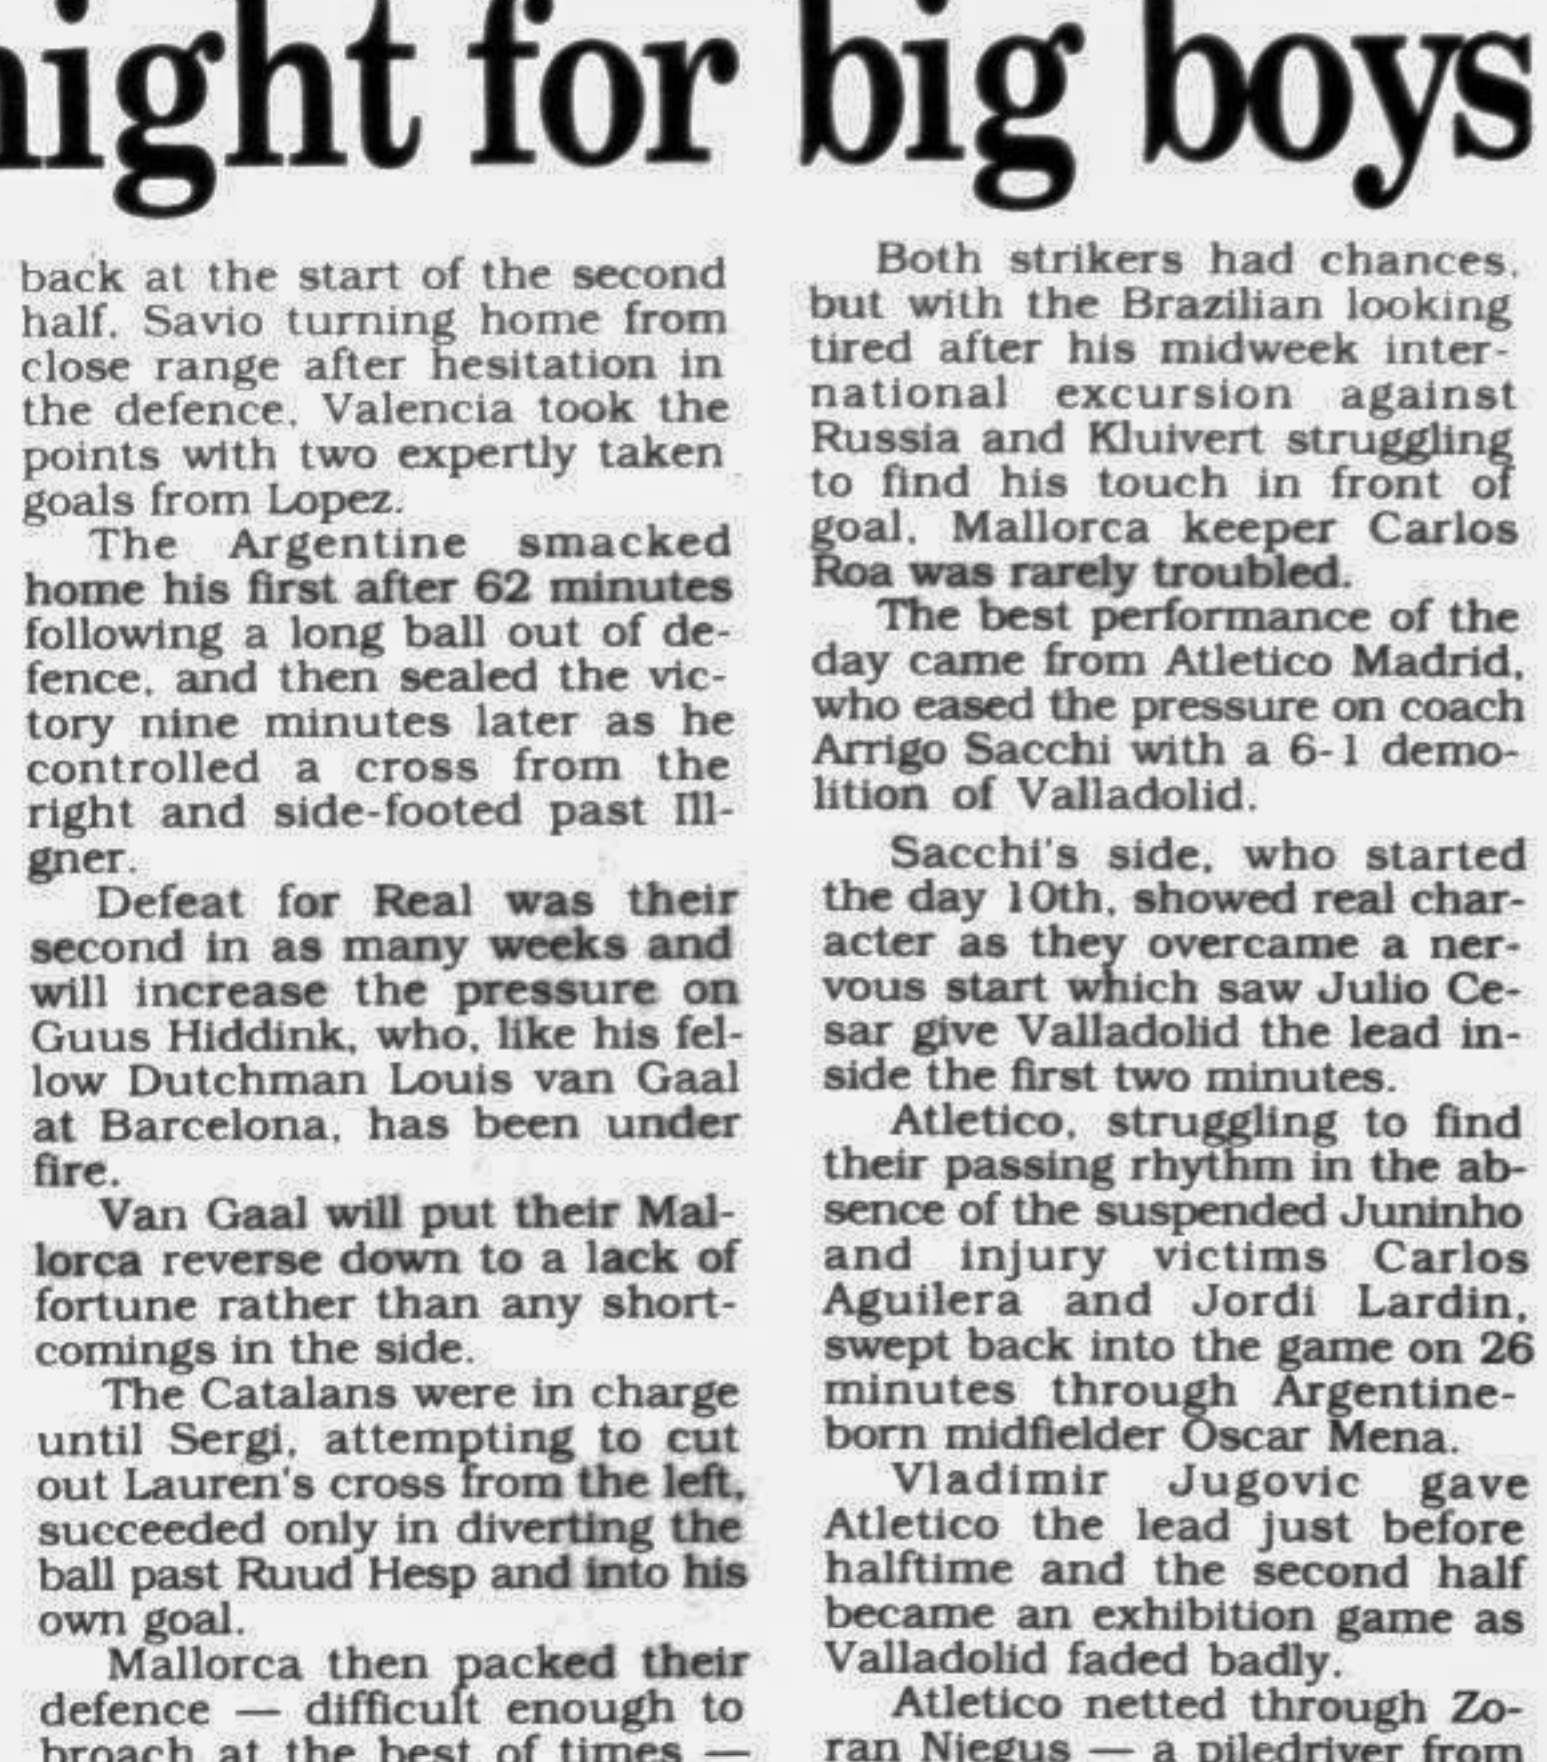 night for big boys
back at the start of the second
half. Savio turning home from
close range after hesitation in
the defence. Valencia took the
points with two expertly taken
goals from Lopez.
The Argentine smacked
home his first after 62 minutes
following a long ball out of de-
fence, and then sealed the vic-
tory nine minutes later as he
controlled a cross from the
right and side-footed past Ill-
gner.
Defeat for Real was their
second in as many weeks and
will increase the pressure on
Guus Hiddink, who, like his fel-
low Dutchman Louis van Gaal
at Barcelona, has been under
fire.
Van Gaal will put their Mal-
lorca reverse down to a lack of
fortune rather than any short-
comings in the side.
The Catalans were in charge
until Sergi, attempting to cut
out Lauren's cross from the left,
succeeded only in diverting the
ball past Ruud Hesp and into his
own goal.
Mallorca then packed their
defence — difficult enough to
broach at the best of times —
Both strikers had chances,
but with the Brazilian looking
tired after his midweek inter-
national excursion against
Russia and Kluivert struggling
to find his touch in front of
goal, Mallorca keeper Carlos
Roa was rarely troubled.
The best performance of the
day came from Atletico Madrid,
who eased the pressure on coach
Arrigo Sacchi with a 6-1 demo-
lition of Valladolid.
Sacchi's side, who started
the day 10th, showed real char-
acter as they overcame a ner-
vous start which saw Julio Ce-
sar give Valladolid the lead in-
side the first two minutes.
Atletico, struggling to find
their passing rhythm in the ab-
sence of the suspended Juninho
and injury victims Carlos
Aguilera and Jordi Lardin,
swept back into the game on 26
minutes through Argentine-
born midfielder Oscar Mena.
Vladimir Jugovic gave
Atletico the lead just before
halftime and the second half
became an exhibition game as
Valladolid faded badly.
Atletico netted through Zo-
ran Njegus — a piledriver from